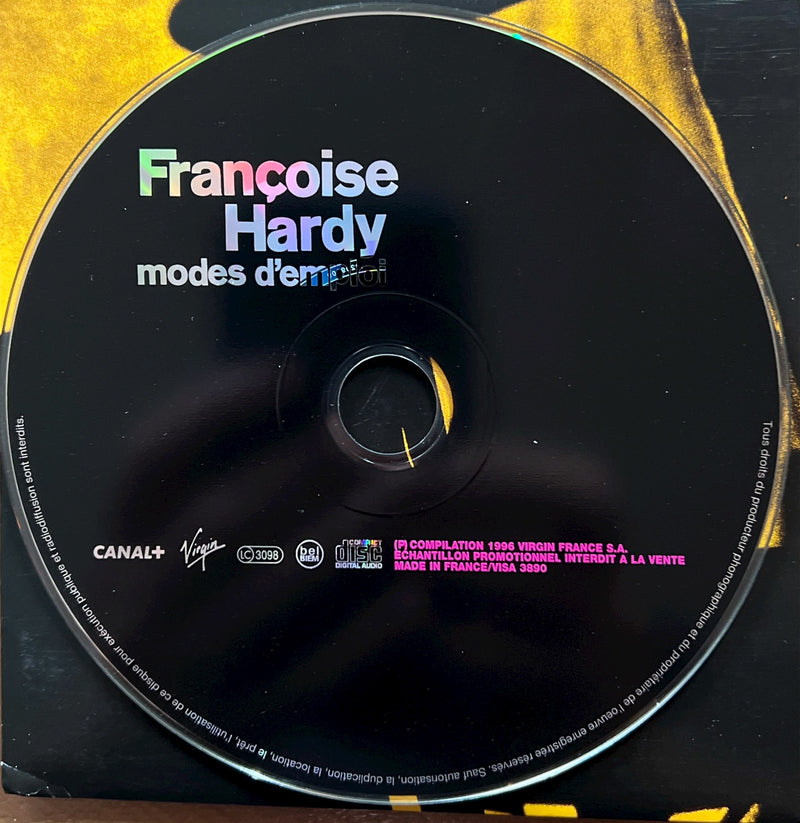 Françoise
Hardy
modes d'emploi
CANAL+
Virgin
LC 3098
bel
BIEM
COMPACT
disc
DIGITAL AUDIO
(P) COMPILATION 1996 VIRGIN FRANCE S.A.
ECHANTILLON PROMOTIONNEL INTERDIT A LA VENTE
MADE IN FRANCE/VISA 3890
Tous droits du producteur phonographique et du propriétaire de l'oeuvre enregistrée réservés. Sauf autorisation, la duplication, la location, le prêt, l'utilisation de ce disque pour exécution publique et radiodiffusion sont interdits.